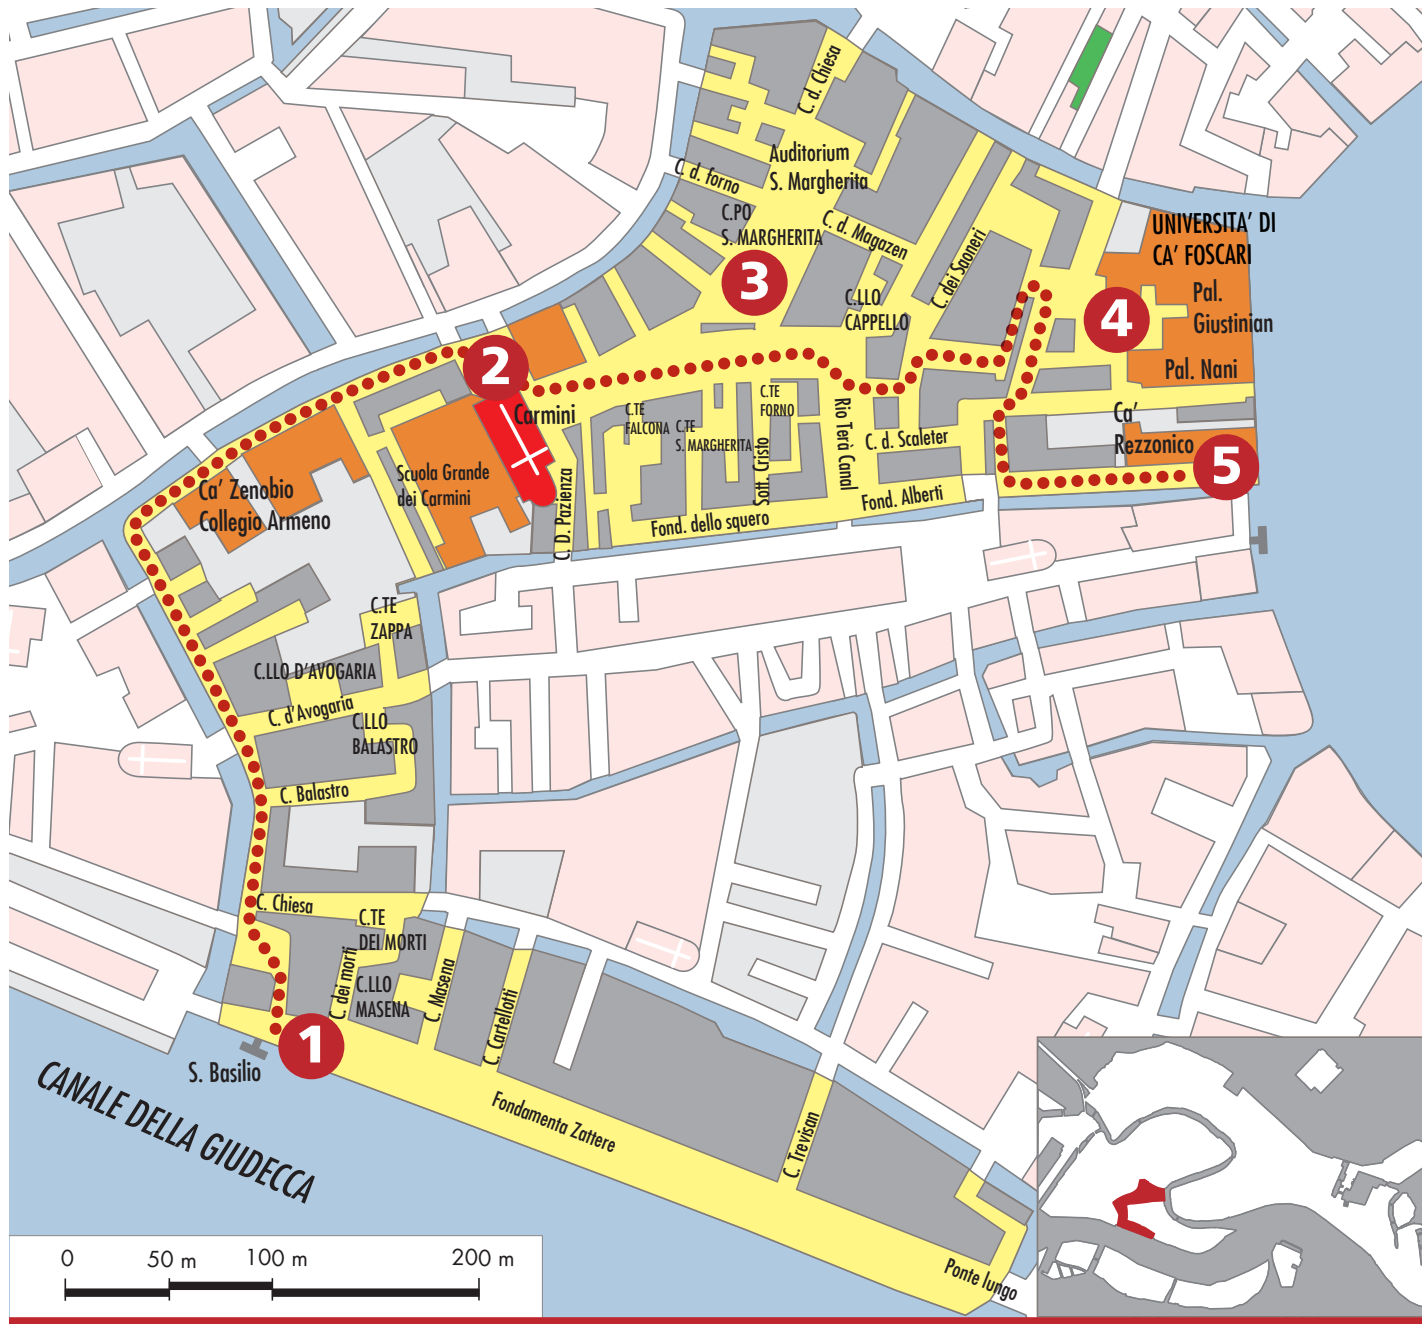 C. d. Chiesa
Auditorium
S. Margherita
C. d. forno
C.PO
S. MARGHERITA
C. d. Magazen
C. dei Saoneri
UNIVERSITA' DI
CA' FOSCARI
Pal.
Giustinian
3
4
C.LLO
CAPPELLO
2
Pal. Nani
Carmini
C.TE
FALCONA
C.TE
S. MARGHERITA
C.TE
FORNO
Sott. Cristo
Rio Terà Canal
C. d. Scaleter
Ca'
Rezzonico
5
Scuola Grande
dei Carmini
Ca' Zenobio
Collegio Armeno
C. D. Pazienza
Fond. dello squero
Fond. Alberti
C.TE
ZAPPA
C.LLO D'AVOGARIA
C. d'Avogaria
C.LLO
BALASTRO
C. Balastro
C. Chiesa
C.TE
DEI MORTI
C. dei morti
C.LLO
MASENA
C. Masena
C. Cartellotti
1
S. Basilio
CANALE DELLA GIUDECCA
Fondamenta Zattere
C. Trevisan
Ponte lungo
0 50 m 100 m 200 m